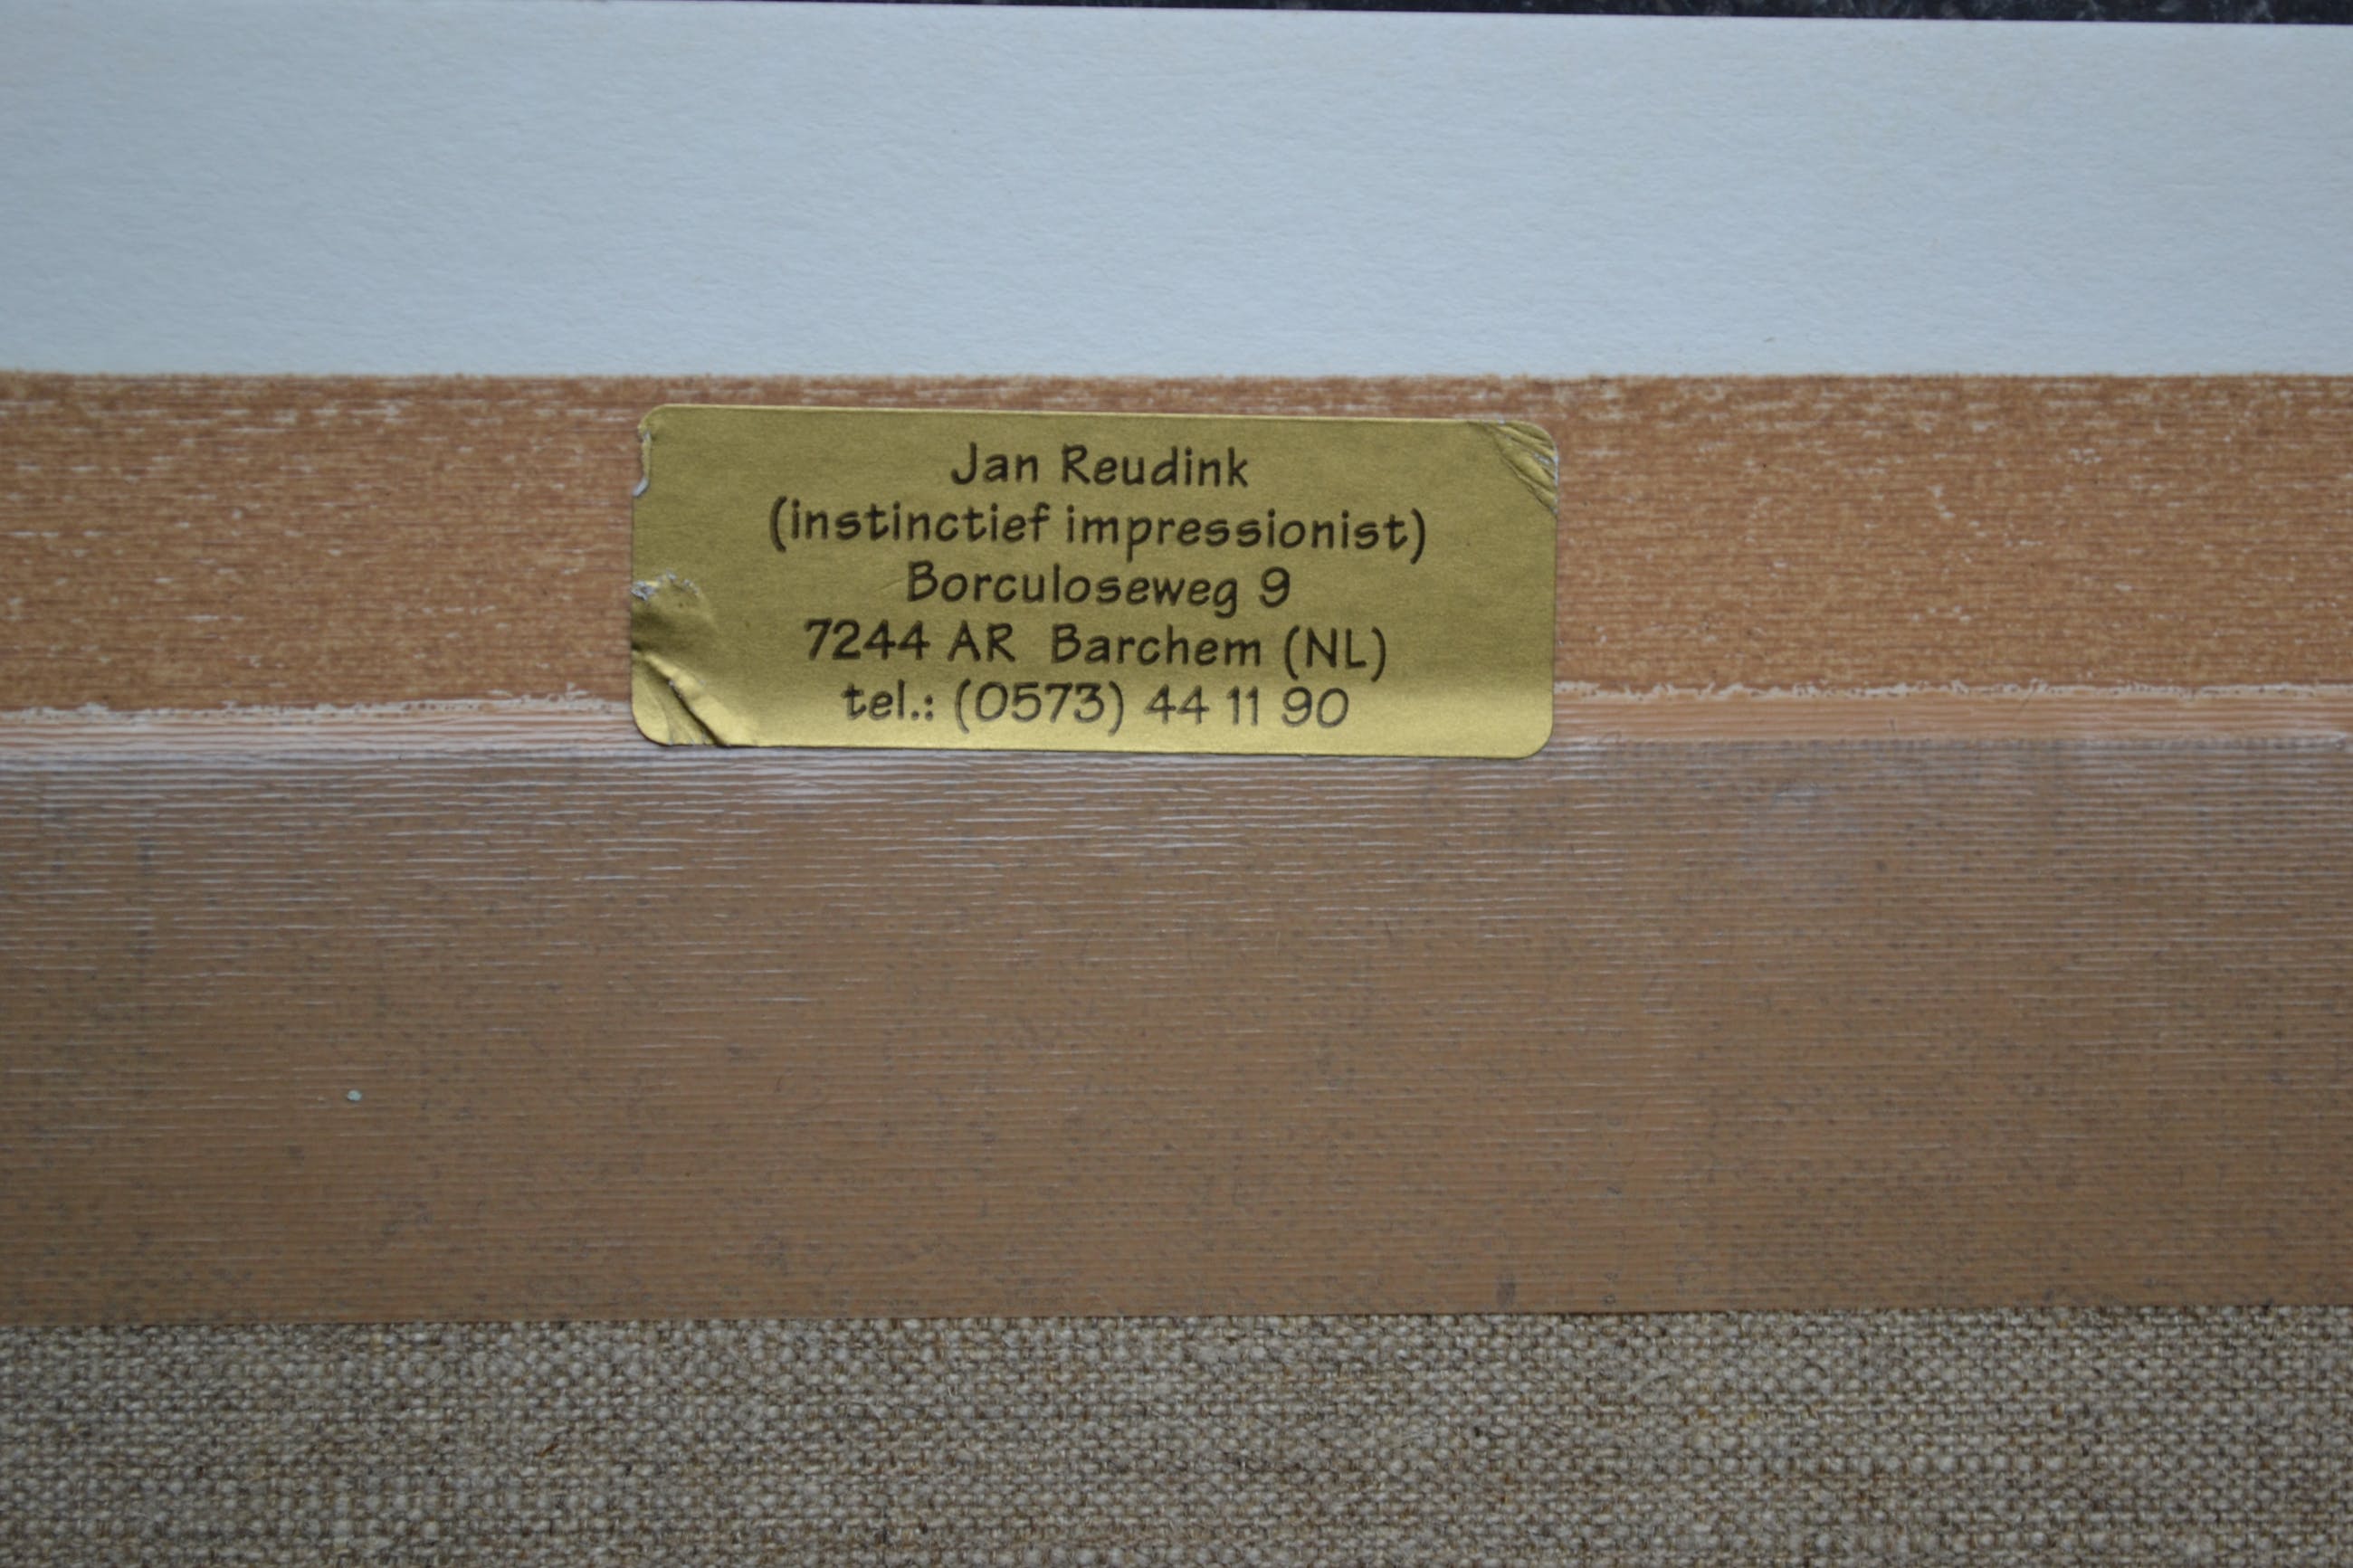 Jan Reudink
(instinctief impressionist)
Borculoseweg 9
7244 AR Barchem (NL)
tel.: (0573) 44 11 90